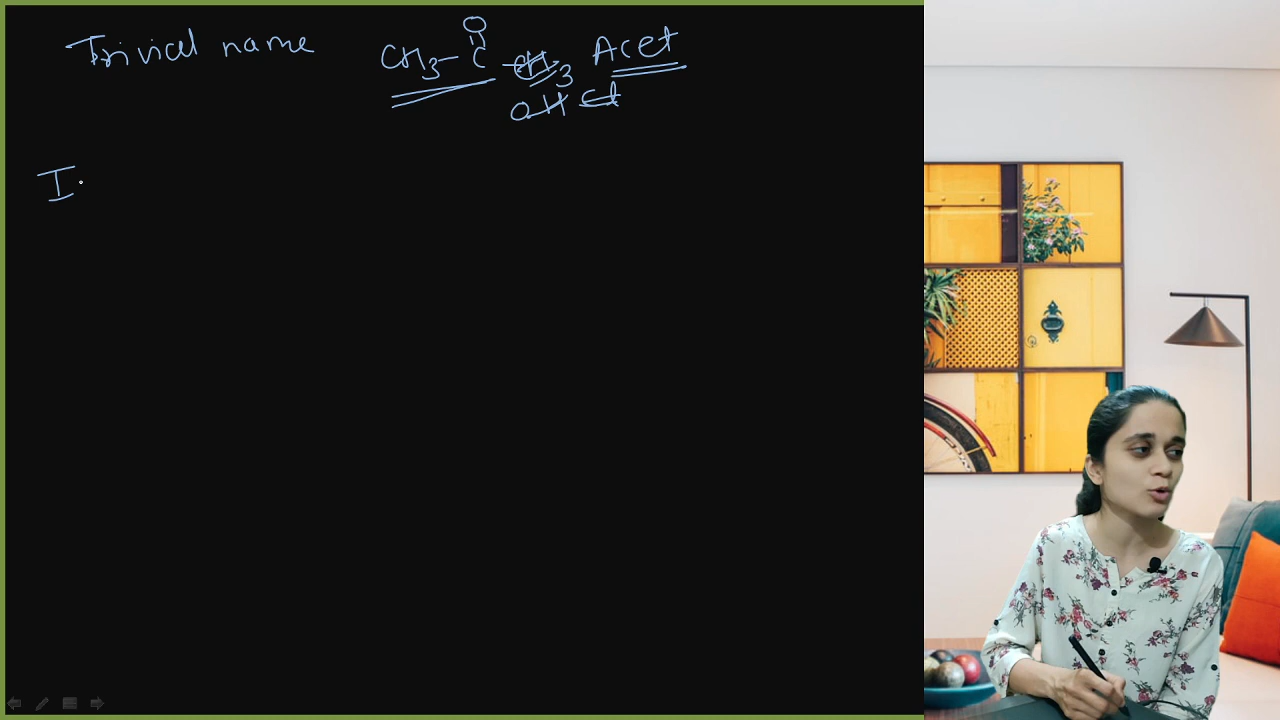 Trivial name
O
CH3-C-CH3 Acet
OH Cl
I